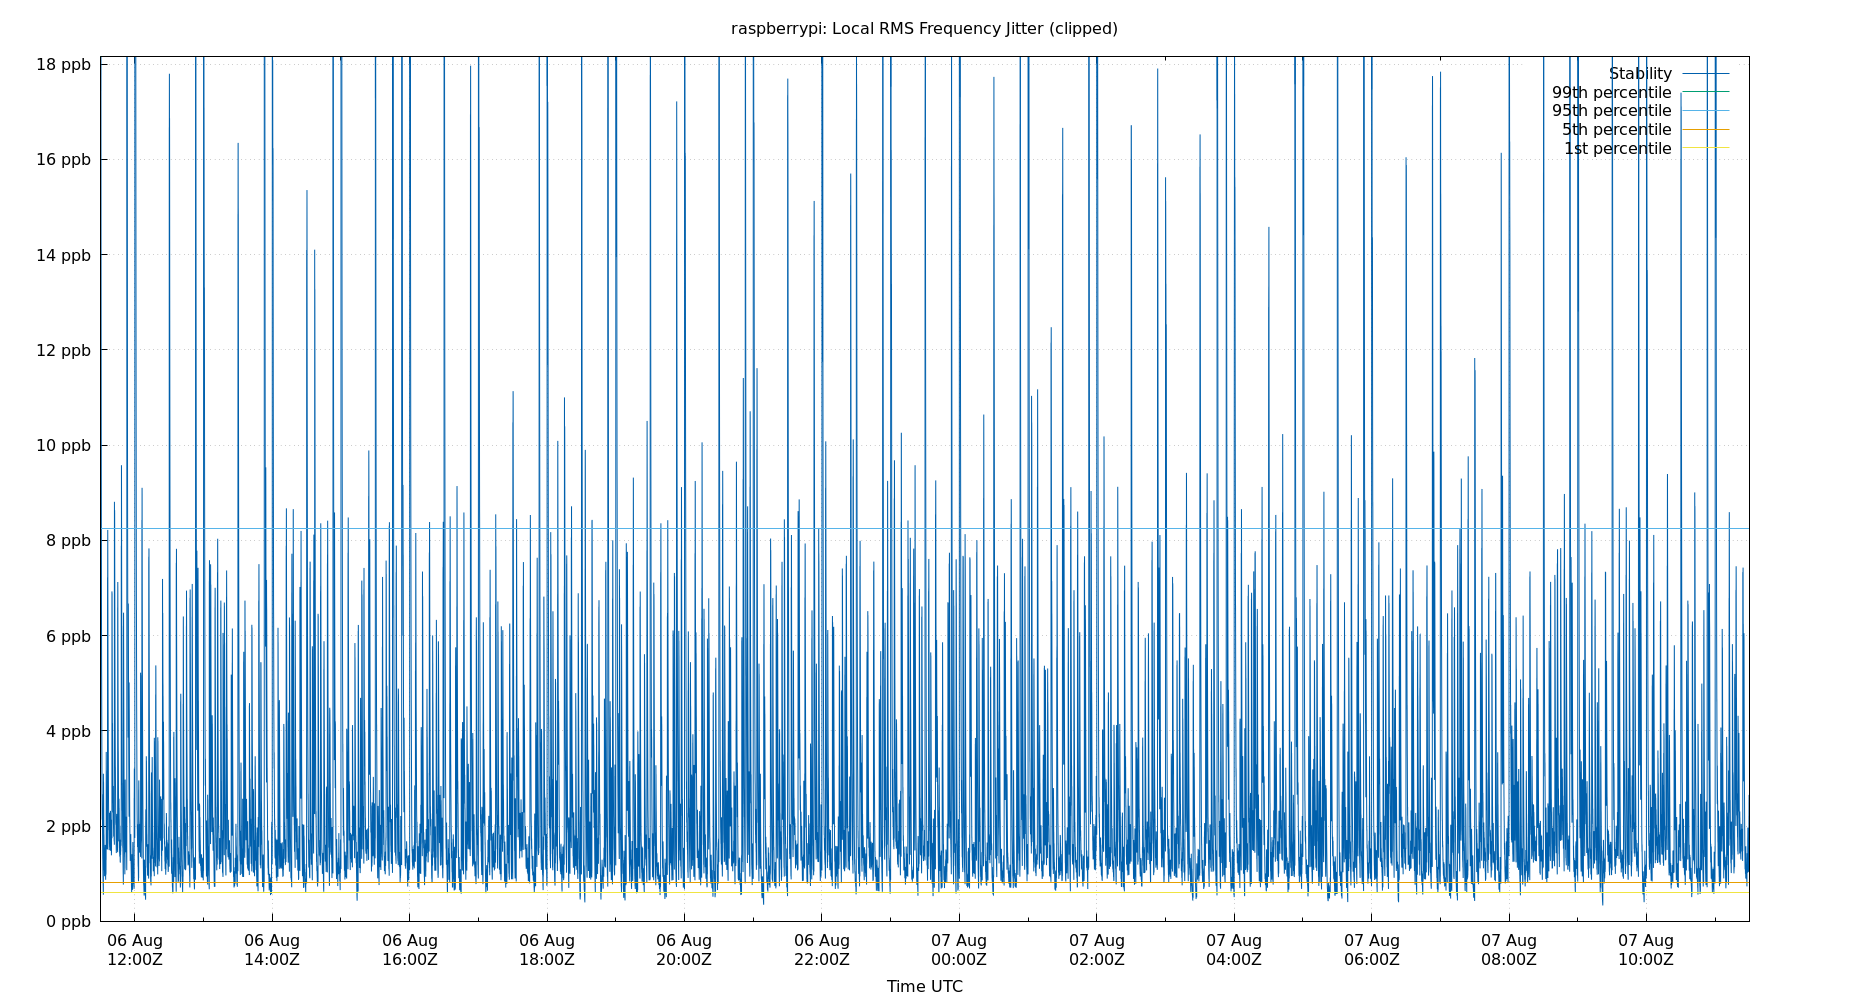 raspberrypi: Local RMS Frequency Jitter (clipped)
18 ppb
16 ppb
14 ppb
12 ppb
10 ppb
8 ppb
6 ppb
4 ppb
2 ppb
0 ppb
Stability
99th percentile
95th percentile
5th percentile
1st percentile
06 Aug 06 Aug 06 Aug 06 Aug 06 Aug 06 Aug 07 Aug 07 Aug 07 Aug 07 Aug 07 Aug 07 Aug
12:00Z 14:00Z 16:00Z 18:00Z 20:00Z 22:00Z 00:00Z 02:00Z 04:00Z 06:00Z 08:00Z 10:00Z
Time UTC